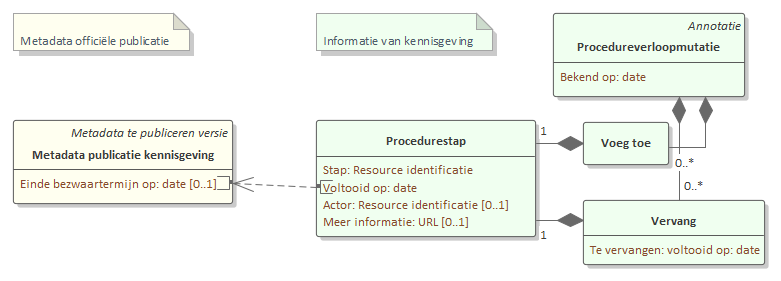 Metadata officiële publicatie
Informatie van kennisgeving
Annotatie
Procedureverloopmutatie
Bekend op: date
Metadata te publiceren versie
Metadata publicatie kennisgeving
Einde bezwaartermijn op: date [0..1]
Procedurestap
Stap: Resource identificatie
Voltooid op: date
Actor: Resource identificatie [0..1]
Meer informatie: URL [0..1]
1
Voeg toe
0..*
0..*
1
Vervang
Te vervangen: voltooid op: date